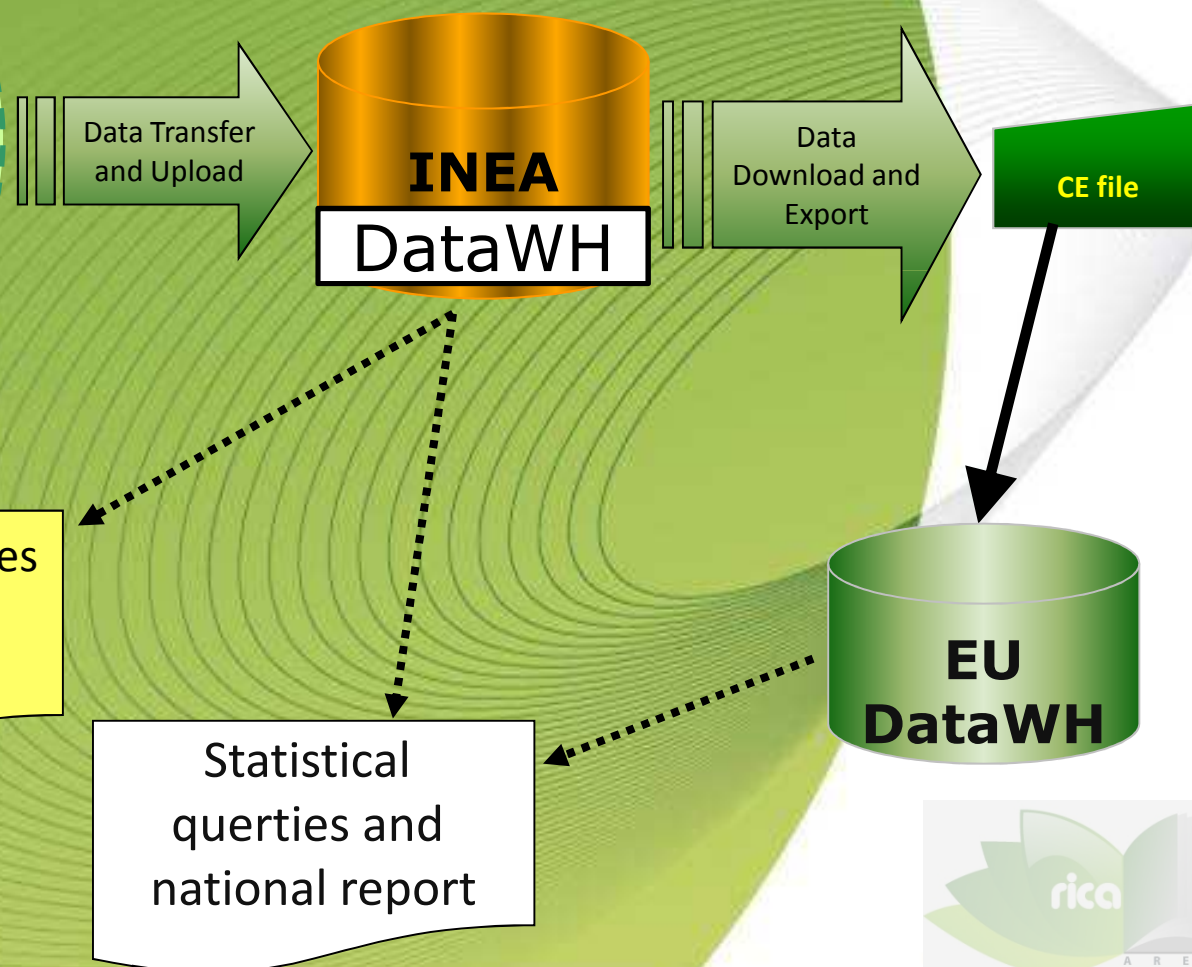 Data Transfer
and Upload
INEA
DataWH
Data
Download and
Export
CE file
es
EU
DataWH
Statistical
querties and
national report
rica
A R E